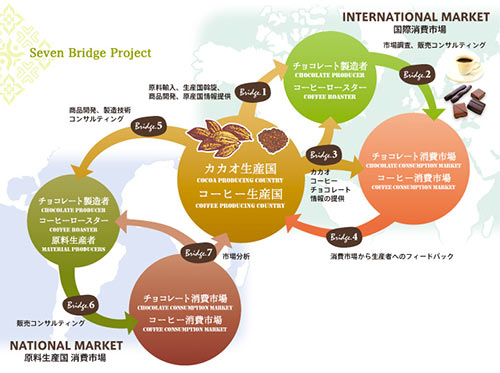 Seven Bridge Project
INTERNATIONAL MARKET
国際消費市場
市場調査、販売コンサルティング
Bridge.2
チョコレート製造者
CHOCOLATE PRODUCER
コーヒーロースター
COFFEE ROASTER
原料輸入、生産国斡旋、
商品開発、原産国情報提供
Bridge.1
商品開発、製造技術
コンサルティング
Bridge.5
カカオ生産国
COCOA PRODUCING COUNTRY
コーヒー生産国
COFFEE PRODUCING COUNTRY
Bridge.3
カカオ
コーヒー
チョコレート
情報の提供
チョコレート消費市場
CHOCOLATE CONSUMPTION MARKET
コーヒー消費市場
COFFEE CONSUMPTION MARKET
Bridge.4
消費市場から生産者へのフィードバック
チョコレート製造者
CHOCOLATE PRODUCER
コーヒーロースター
COFFEE ROASTER
原料生産者
MATERIAL PRODUCERS
Bridge.7
市場分析
Bridge.6
販売コンサルティング
チョコレート消費市場
CHOCOLATE CONSUMPTION MARKET
コーヒー消費市場
COFFEE CONSUMPTION MARKET
NATIONAL MARKET
原料生産国 消費市場